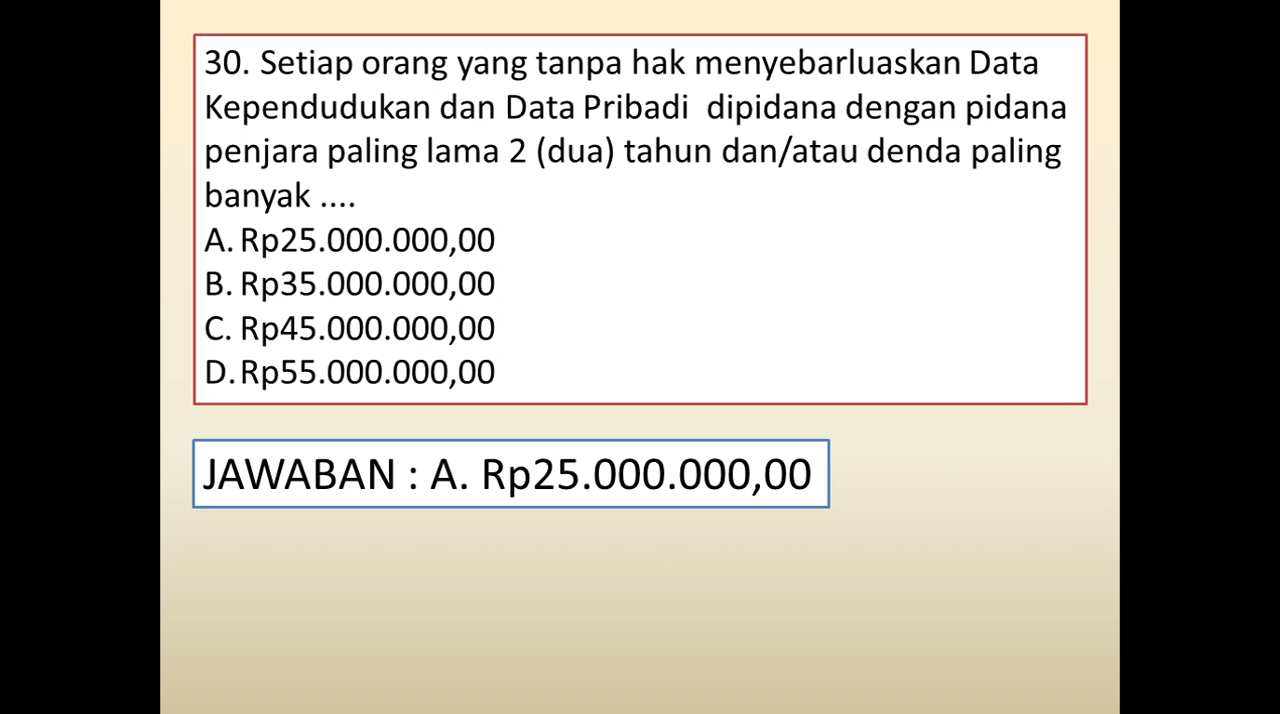 30. Setiap orang yang tanpa hak menyebarluaskan Data
Kependudukan dan Data Pribadi  dipidana dengan pidana
penjara paling lama 2 (dua) tahun dan/atau denda paling
banyak ....
A. Rp25.000.000,00
B. Rp35.000.000,00
C. Rp45.000.000,00
D. Rp55.000.000,00
JAWABAN : A. Rp25.000.000,00